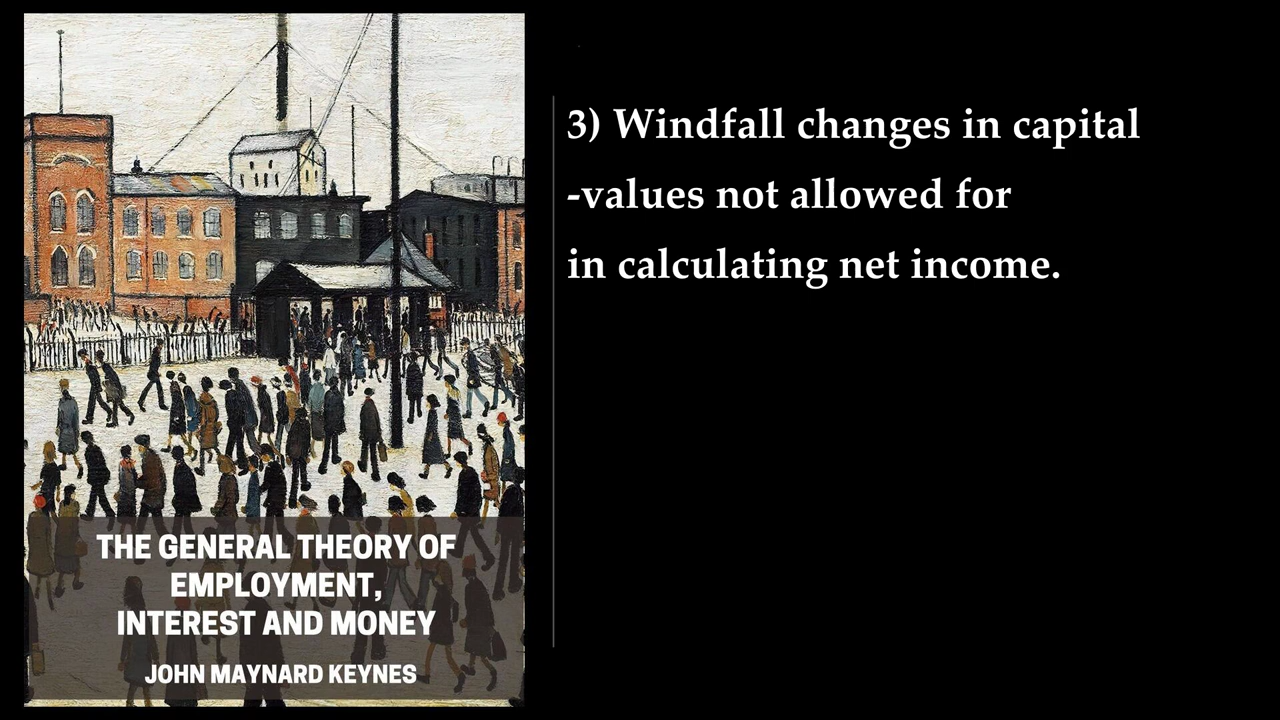 3) Windfall changes in capital
-values not allowed for
in calculating net income.
THE GENERAL THEORY OF
EMPLOYMENT,
INTEREST AND MONEY
JOHN MAYNARD KEYNES